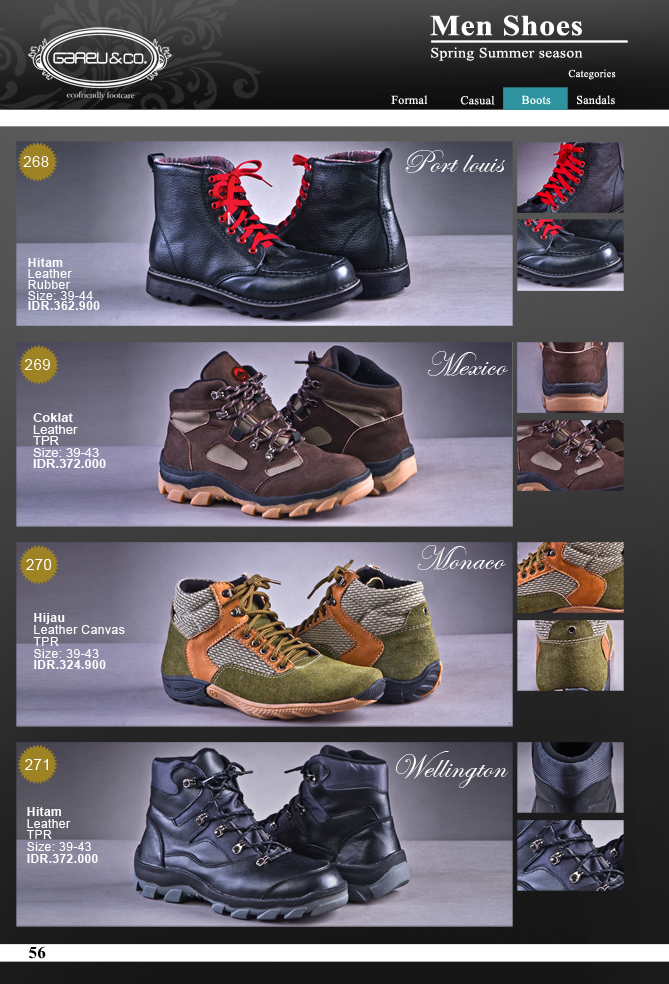 GAREU&CO.
ecofriendly footcare
Men Shoes
Spring Summer season
Categories
Formal Casual Boots Sandals
268
Port louis
Hitam
Leather
Rubber
Size: 39-44
IDR.362.900
269
Mexico
Coklat
Leather
TPR
Size: 39-43
IDR.372.000
270
Monaco
Hijau
Leather Canvas
TPR
Size: 39-43
IDR.324.900
271
Wellington
Hitam
Leather
TPR
Size: 39-43
IDR.372.000
56